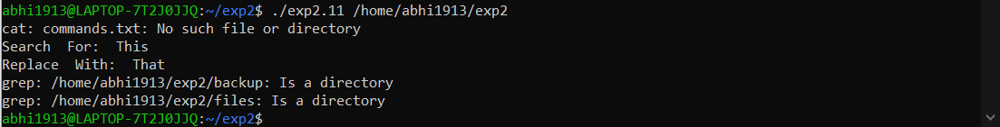 abhi1913@LAPTOP-7T2J0JJQ:~/exp2$ ./exp2.11 /home/abhi1913/exp2
cat: commands.txt: No such file or directory
Search  For:  This
Replace  With:  That
grep: /home/abhi1913/exp2/backup: Is a directory
grep: /home/abhi1913/exp2/files: Is a directory
abhi1913@LAPTOP-7T2J0JJQ:~/exp2$